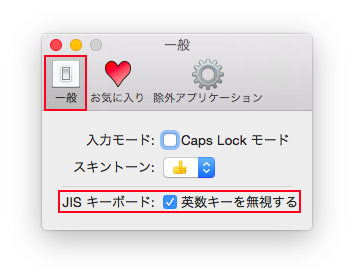 一般
一般 お気に入り 除外アプリケーション
入力モード: Caps Lock モード
スキントーン:
JIS キーボード: 英数キーを無視する